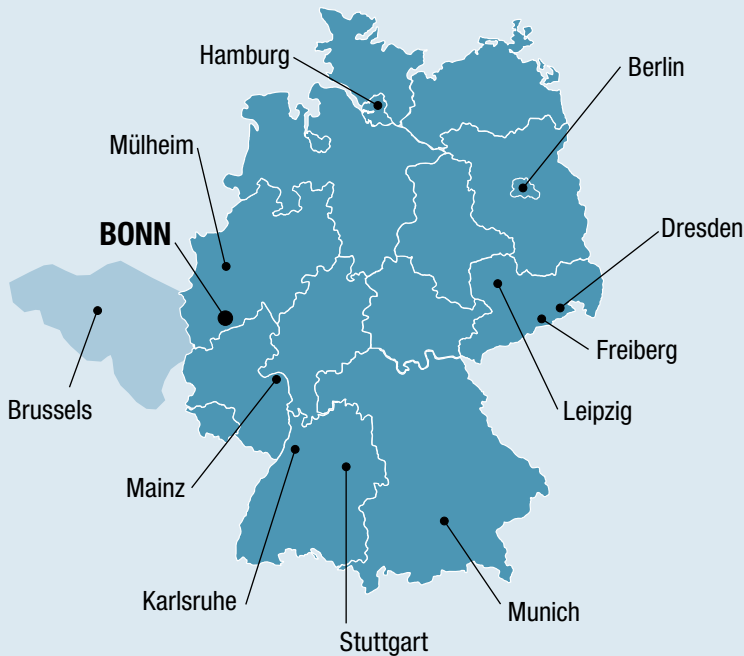 Hamburg
Berlin
Mülheim
BONN
Dresden
Freiberg
Brussels
Leipzig
Mainz
Karlsruhe
Munich
Stuttgart